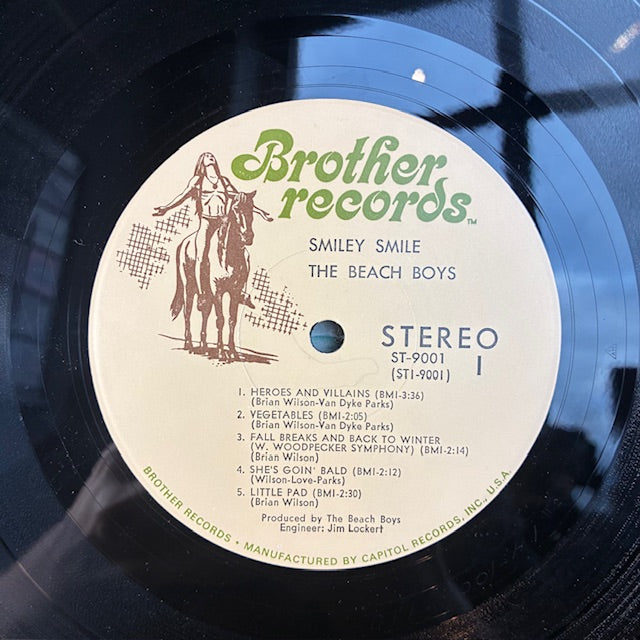 Brother
records™
SMILEY SMILE
THE BEACH BOYS
STEREO
ST-9001
(ST1-9001)
1
1. HEROES AND VILLAINS (BMI-3:36)
(Brian Wilson-Van Dyke Parks)
2. VEGETABLES (BMI-2:05)
(Brian Wilson-Van Dyke Parks)
3. FALL BREAKS AND BACK TO WINTER
(W. WOODPECKER SYMPHONY) (BMI-2:14)
(Brian Wilson)
4. SHE'S GOIN' BALD (BMI-2:12)
(Wilson-Love-Parks)
5. LITTLE PAD (BMI-2:30)
(Brian Wilson)
Produced by The Beach Boys
Engineer: Jim Lockert
BROTHER RECORDS • MANUFACTURED BY CAPITOL RECORDS, INC., U.S.A.